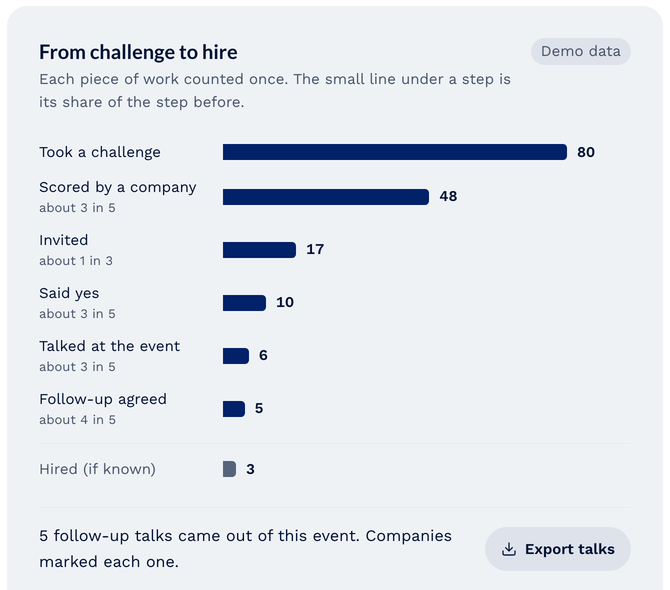 From challenge to hire
Demo data
Each piece of work counted once. The small line under a step is
its share of the step before.
Took a challenge 80
Scored by a company 48
about 3 in 5
Invited 17
about 1 in 3
Said yes 10
about 3 in 5
Talked at the event 6
about 3 in 5
Follow-up agreed 5
about 4 in 5
Hired (if known) 3
5 follow-up talks came out of this event. Companies
marked each one.
Export talks